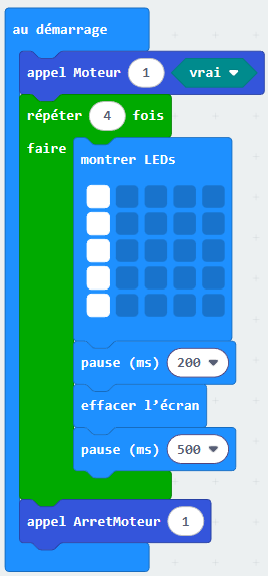 au démarrage
appel Moteur 1 vrai
répéter 4 fois
faire
montrer LEDs
pause (ms) 200
effacer l'écran
pause (ms) 500
appel ArretMoteur 1